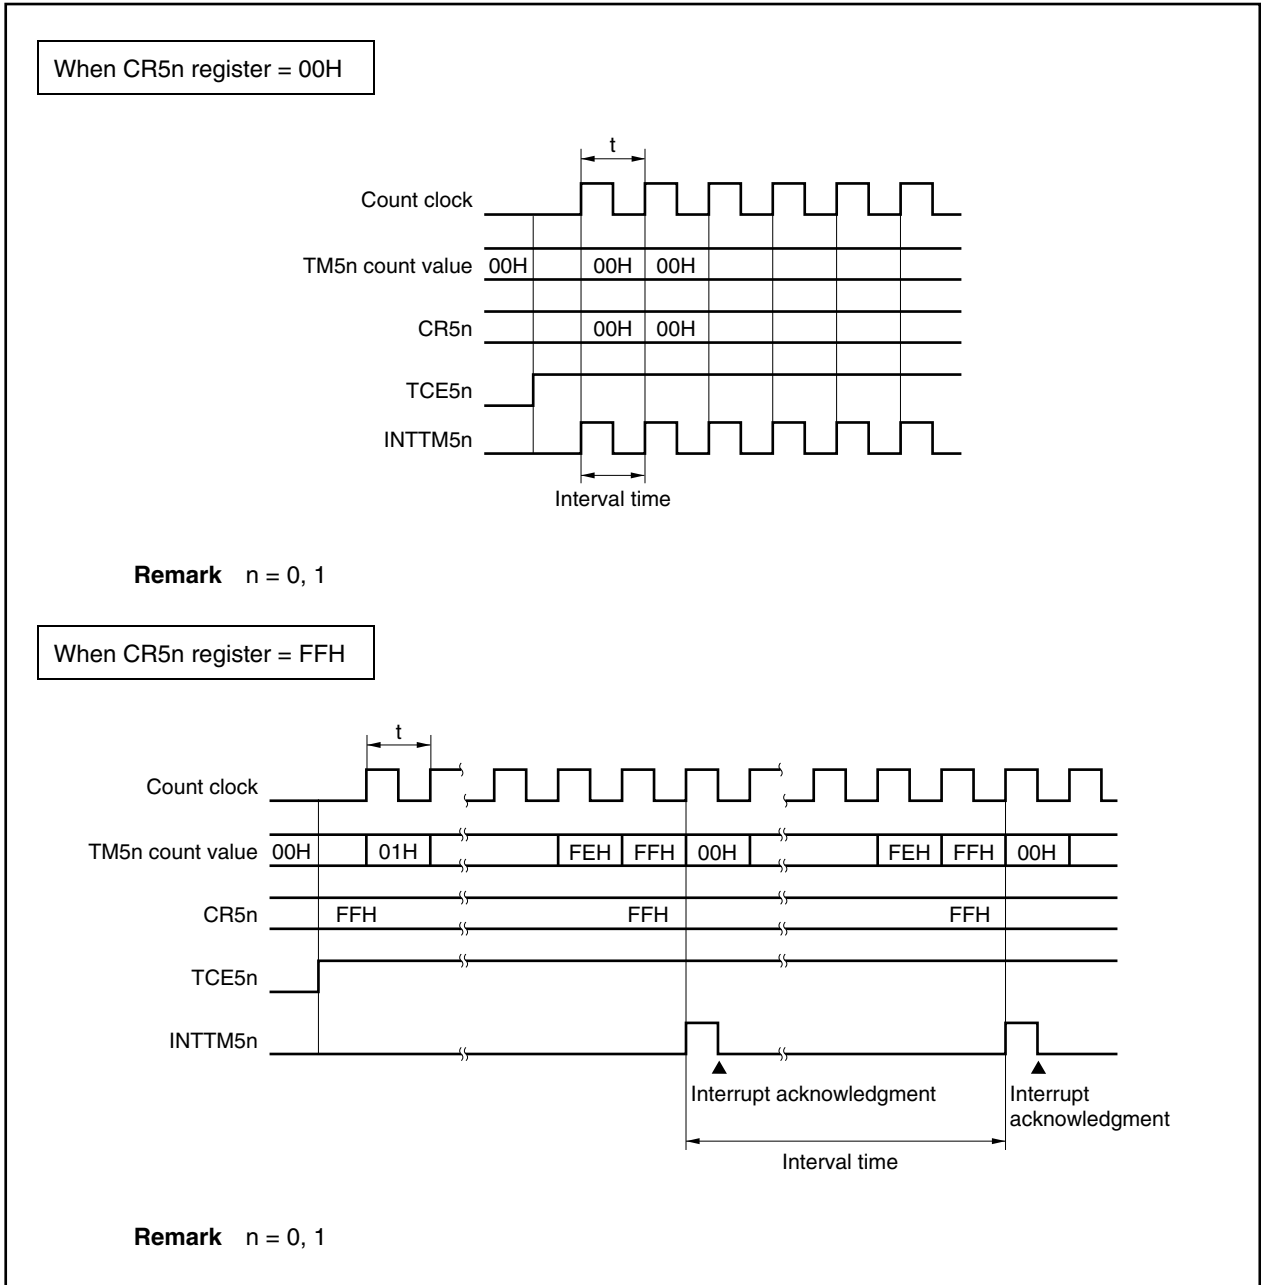 When CR5n register = 00H
t
Count clock
TM5n count value 00H 00H 00H
CR5n 00H 00H
TCE5n
INTTM5n
Interval time
Remark n = 0, 1
When CR5n register = FFH
t
Count clock
TM5n count value 00H 01H FEH FFH 00H FEH FFH 00H
CR5n FFH FFH FFH
TCE5n
INTTM5n
Interrupt acknowledgment Interrupt
acknowledgment
Interval time
Remark n = 0, 1